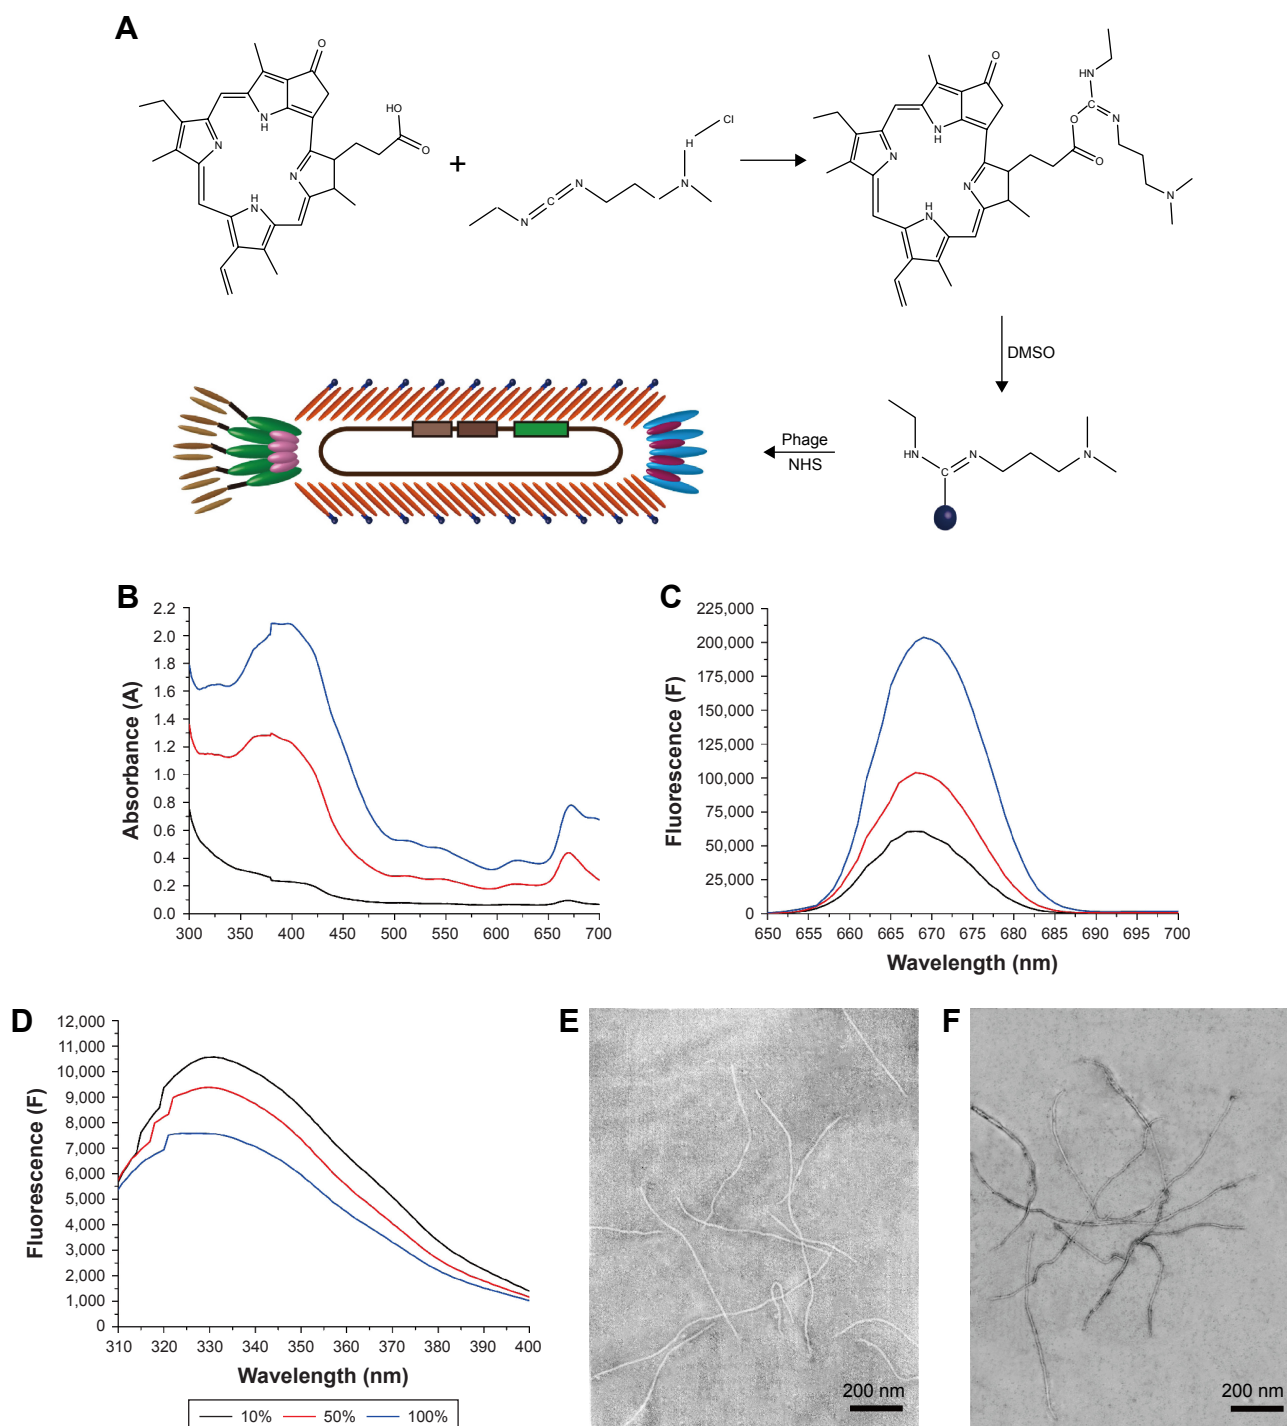 A
O
HO
O
N
N
H
N
H
N
+
Cl
H
N
N
C
N
O
HN
C
O
N
O
N
N
N
H
N
H
N
DMSO
HN
C
N
N
Phage
NHS
B
Absorbance (A)
2.2
2.0
1.8
1.6
1.4
1.2
1.0
0.8
0.6
0.4
0.2
0.0
300 350 400 450 500 550 600 650 700
C
Fluorescence (F)
225,000
200,000
175,000
150,000
125,000
100,000
75,000
50,000
25,000
0
650 655 660 665 670 675 680 685 690 695 700
Wavelength (nm)
D
Fluorescence (F)
12,000
11,000
10,000
9,000
8,000
7,000
6,000
5,000
4,000
3,000
2,000
1,000
0
310 320 330 340 350 360 370 380 390 400
Wavelength (nm)
10% 50% 100%
E
200 nm
F
200 nm